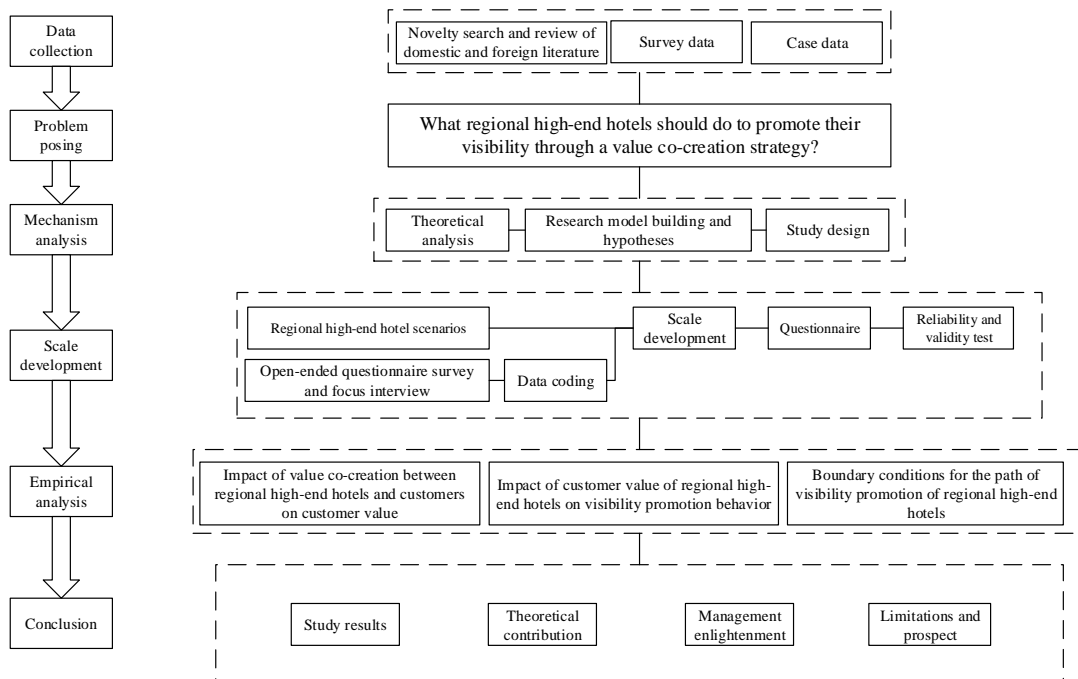 Data
collection
Problem
posing
Mechanism
analysis
Scale
development
Empirical
analysis
Conclusion
Novelty search and review of
domestic and foreign literature
Survey data
Case data
What regional high-end hotels should do to promote their
visibility through a value co-creation strategy?
Theoretical
analysis
Research model building and
hypotheses
Study design
Regional high-end hotel scenarios
Open-ended questionnaire survey
and focus interview
Data coding
Scale
development
Questionnaire
Reliability and
validity test
Impact of value co-creation between
regional high-end hotels and customers
on customer value
Impact of customer value of regional high-
end hotels on visibility promotion behavior
Boundary conditions for the path of
visibility promotion of regional high-end
hotels
Study results
Theoretical
contribution
Management
enlightenment
Limitations and
prospect